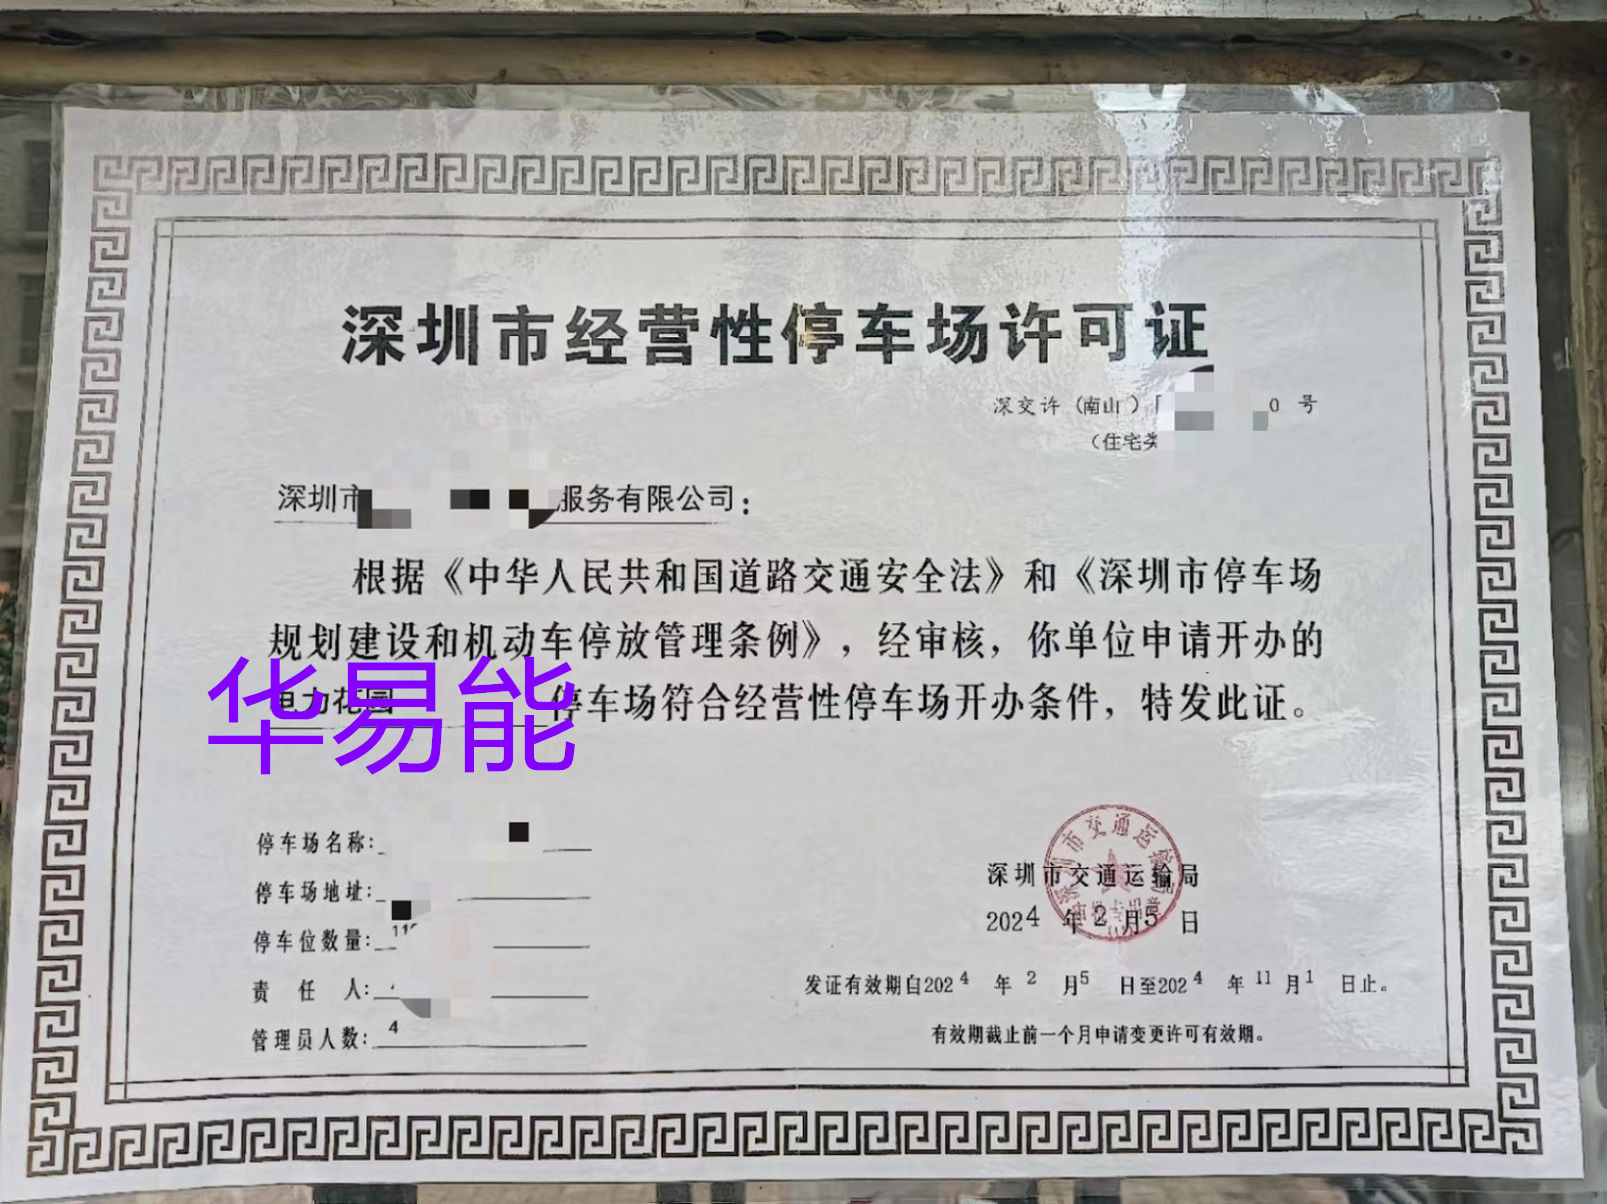 深圳市经营性停车场许可证
深交许（南山）〔 0 号
（住宅类
深圳市 服务有限公司：
根据《中华人民共和国道路交通安全法》和《深圳市停车场
规划建设和机动车停放管理条例》，经审核，你单位申请开办的
电力花园 停车场符合经营性停车场开办条件，特发此证。
华易能
停车场名称：
停车场地址：
停车位数量：
责 任 人：
管理员人数：4
深圳市交通运输局
2024 年 2 月 5 日
发证有效期自2024 年 2 月5 日至2024 年 11 月1 日止。
有效期截止前一个月申请变更许可有效期。